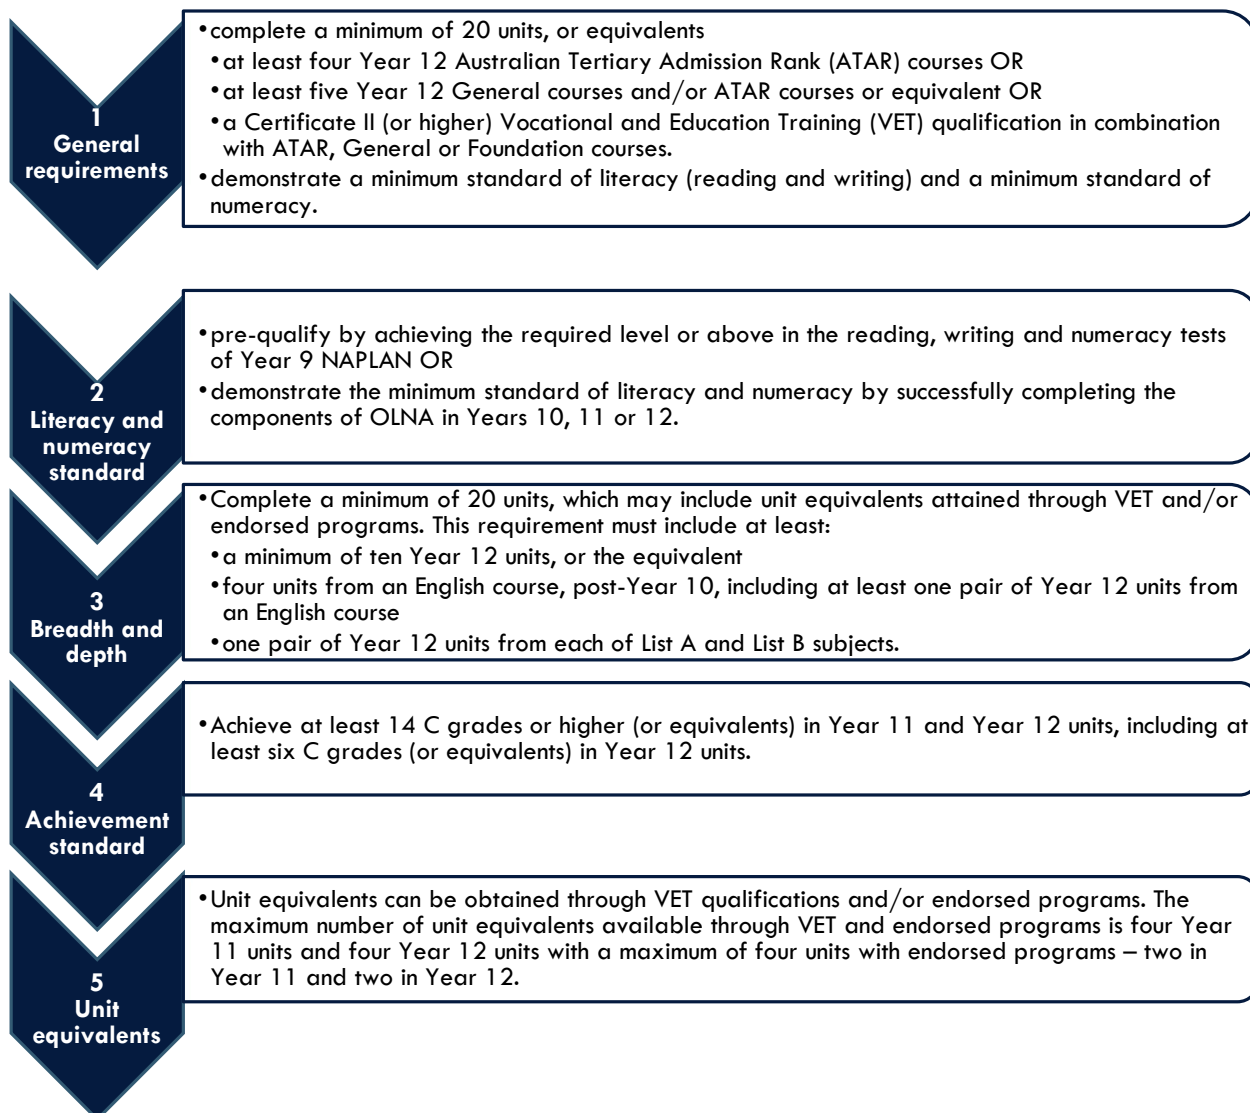 1
General
requirements
•complete a minimum of 20 units, or equivalents
•at least four Year 12 Australian Tertiary Admission Rank (ATAR) courses OR
•at least five Year 12 General courses and/or ATAR courses or equivalent OR
•a Certificate II (or higher) Vocational and Education Training (VET) qualification in combination
with ATAR, General or Foundation courses.
•demonstrate a minimum standard of literacy (reading and writing) and a minimum standard of
numeracy.
2
Literacy and
numeracy
standard
•pre-qualify by achieving the required level or above in the reading, writing and numeracy tests
of Year 9 NAPLAN OR
•demonstrate the minimum standard of literacy and numeracy by successfully completing the
components of OLNA in Years 10, 11 or 12.
3
Breadth and
depth
•Complete a minimum of 20 units, which may include unit equivalents attained through VET and/or
endorsed programs. This requirement must include at least:
•a minimum of ten Year 12 units, or the equivalent
•four units from an English course, post-Year 10, including at least one pair of Year 12 units from
an English course
•one pair of Year 12 units from each of List A and List B subjects.
4
Achievement
standard
•Achieve at least 14 C grades or higher (or equivalents) in Year 11 and Year 12 units, including at
least six C grades (or equivalents) in Year 12 units.
5
Unit
equivalents
•Unit equivalents can be obtained through VET qualifications and/or endorsed programs. The
maximum number of unit equivalents available through VET and endorsed programs is four Year
11 units and four Year 12 units with a maximum of four units with endorsed programs – two in
Year 11 and two in Year 12.